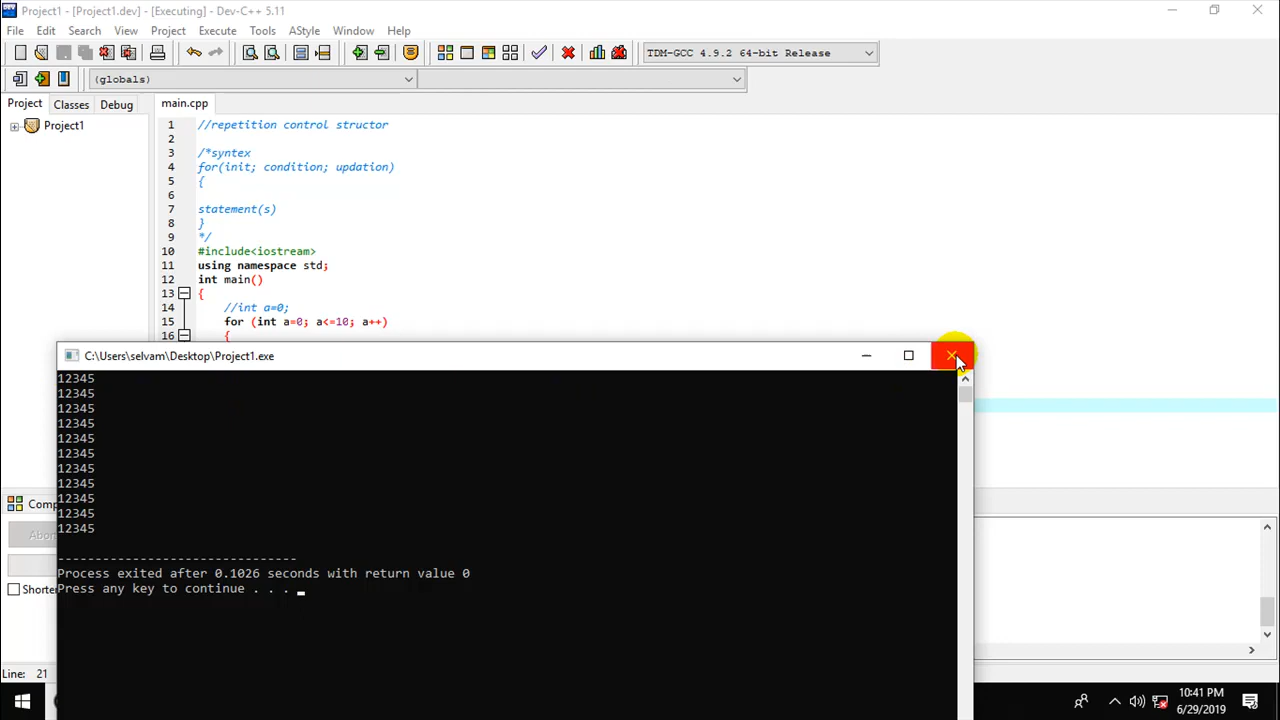 Project1 - [Project1.dev] - [Executing] - Dev-C++ 5.11
File Edit Search View Project Execute Tools AStyle Window Help
TDM-GCC 4.9.2 64-bit Release
(globals)
Project Classes Debug
main.cpp
Project1
1 //repetition control structor
2
3 /*syntex
4 for(init; condition; updation)
5 {
6
7 statement(s)
8 }
9 */
10 #include<iostream>
11 using namespace std;
12 int main()
13 {
14 //int a=0;
15 for (int a=0; a<=10; a++)
16 {
C:\Users\selvam\Desktop\Project1.exe
12345
12345
12345
12345
12345
12345
12345
12345
12345
12345
12345
--------------------------------
Process exited after 0.1026 seconds with return value 0
Press any key to continue . . .
Comp
Abor
Shorte
Line: 21
10:41 PM
6/29/2019